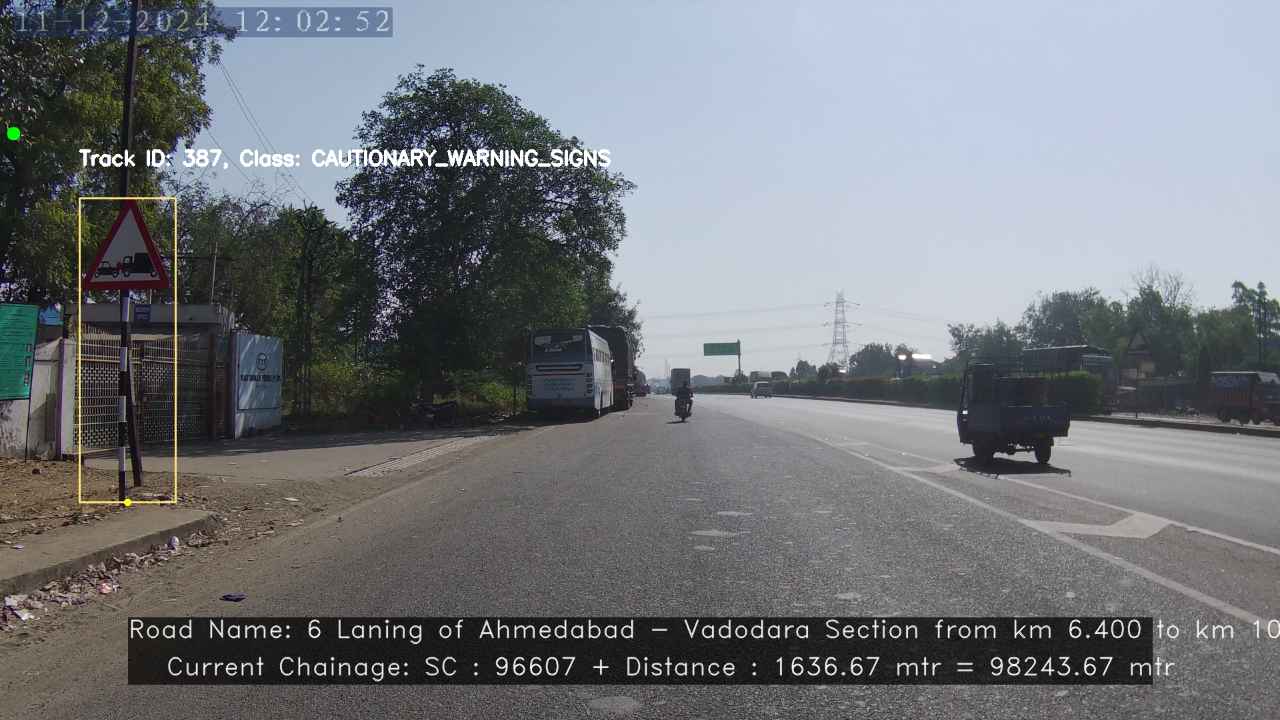 11-12-2024 12:02:52
Track ID: 387, Class: CAUTIONARY_WARNING_SIGNS
Road Name: 6 Laning of Ahmedabad - Vadodara Section from km 6.400 to km 10
Current Chainage: SC : 96607 + Distance : 1636.67 mtr = 98243.67 mtr